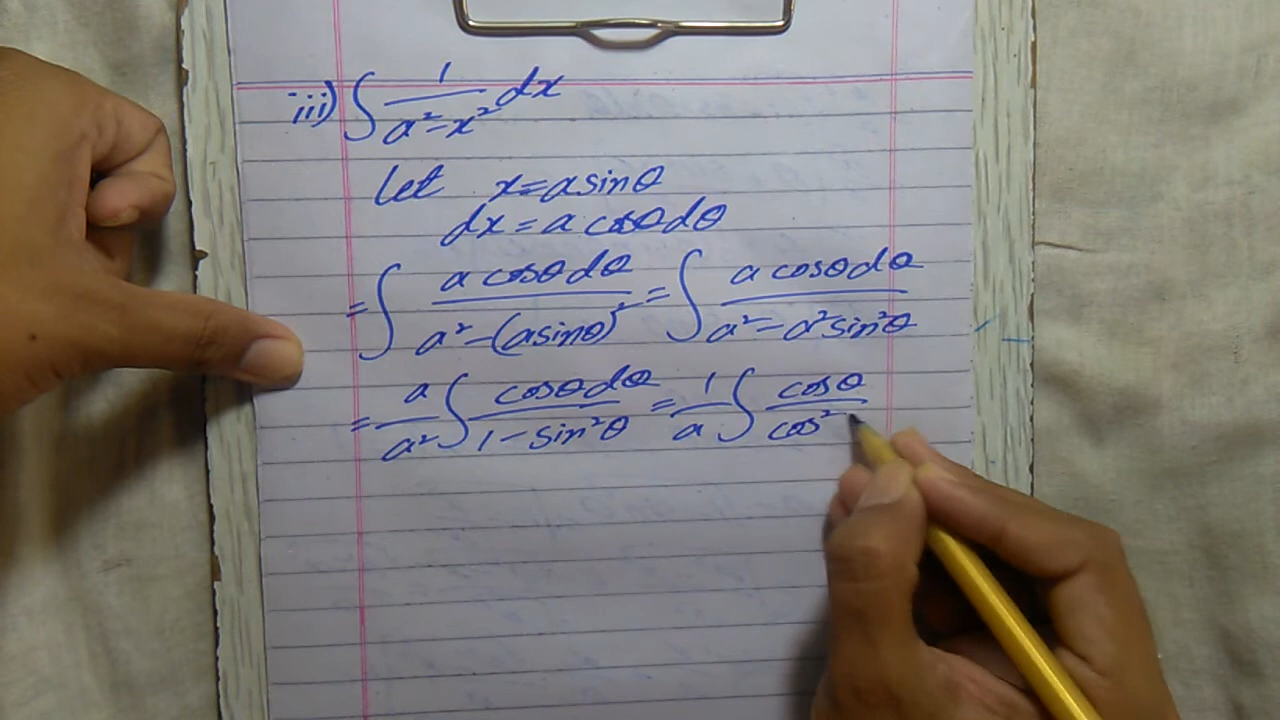 iii) ∫ 1/(a²-x²) dx
Let x = a sinθ
dx = a cosθ dθ
= ∫ a cosθ dθ / (a² - (a sinθ)²) = ∫ a cosθ dθ / (a² - a² sin²θ)
= a/a² ∫ cosθ dθ / (1 - sin²θ) = 1/a ∫ cosθ / cos²